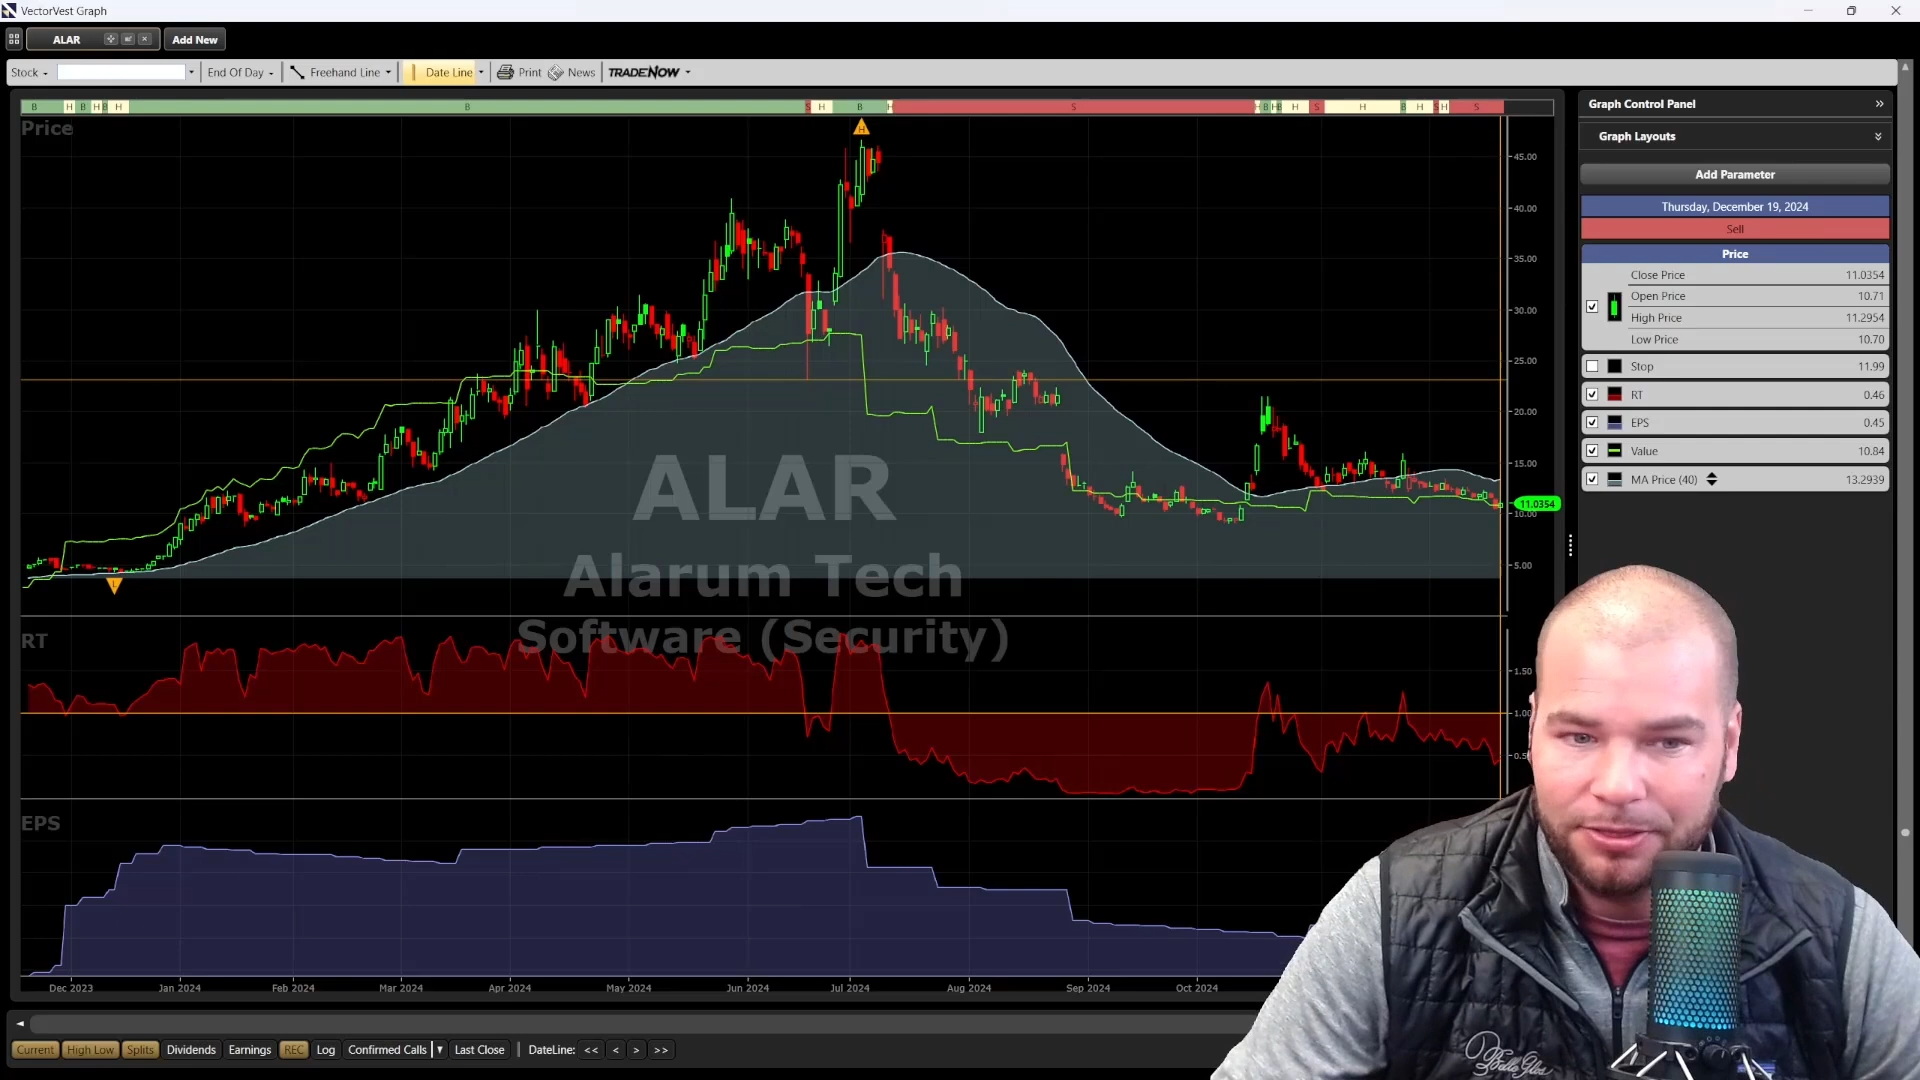 VectorVest Graph
ALAR
Add New
Stock
End Of Day
Freehand Line
Date Line
Print
News
TRADENOW
B H B H B H B S H B H S H B H B H S H B H S H S
Price
H
L
45.00
40.00
35.00
30.00
25.00
20.00
15.00
11.0354
10.00
5.00
ALAR
Alarum Tech
Software (Security)
RT
1.50
1.00
0.5
EPS
Dec 2023
Jan 2024
Feb 2024
Mar 2024
Apr 2024
May 2024
Jun 2024
Jul 2024
Aug 2024
Sep 2024
Oct 2024
Current
High Low
Splits
Dividends
Earnings
REC
Log
Confirmed Calls
Last Close
DateLine:
<<
<
>
>>
Graph Control Panel
Graph Layouts
Add Parameter
Thursday, December 19, 2024
Sell
Price
Close Price 11.0354
Open Price 10.71
High Price 11.2954
Low Price 10.70
Stop 11.99
RT 0.46
EPS 0.45
Value 10.84
MA Price (40) 13.2939